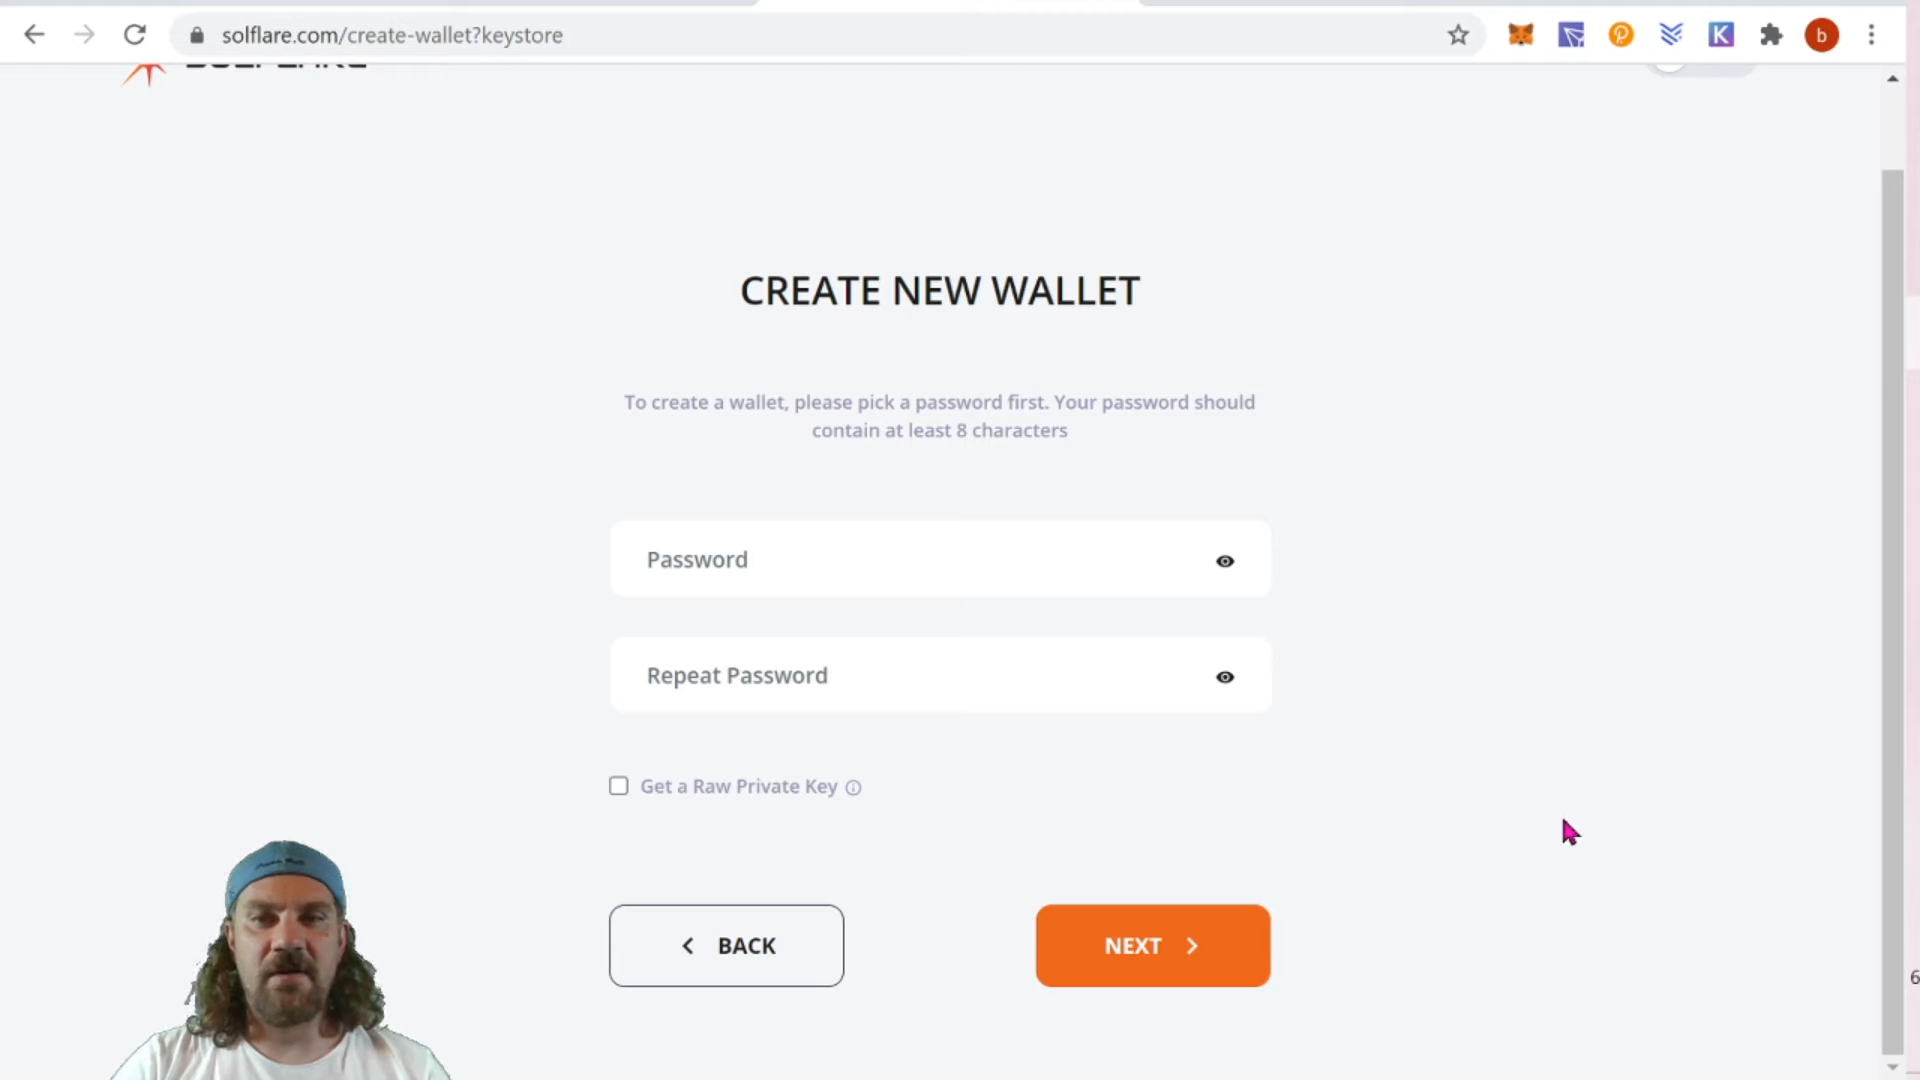 solflare.com/create-wallet?keystore
K
b
CREATE NEW WALLET
To create a wallet, please pick a password first. Your password should
contain at least 8 characters
Password
Repeat Password
Get a Raw Private Key
BACK
NEXT
6